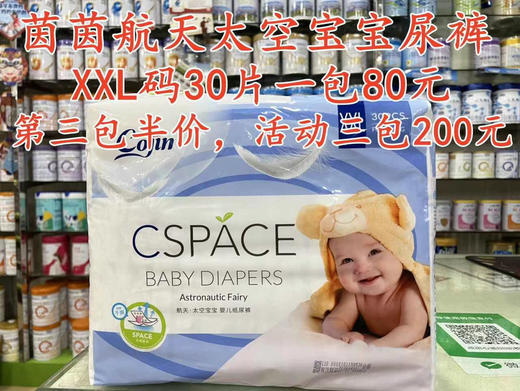 茵茵航天太空宝宝尿裤
XXL码30片一包80元
第三包半价，活动三包200元
Cojin
CSPACE
BABY DIAPERS
Astronautic Fairy
航天·太空宝宝 婴儿纸尿裤
SPACE